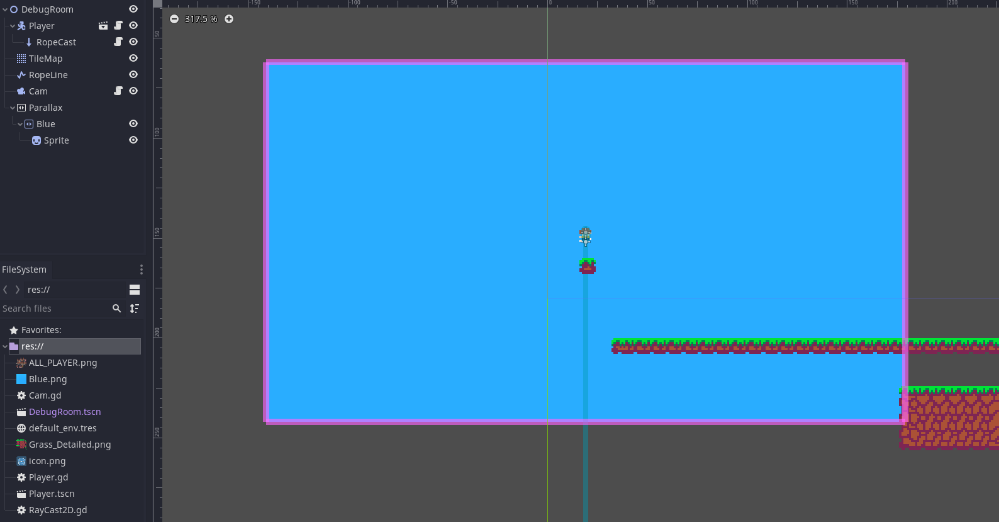 DebugRoom
Player
RopeCast
TileMap
RopeLine
Cam
Parallax
Blue
Sprite
FileSystem
res://
Search files
Favorites:
res://
ALL_PLAYER.png
Blue.png
Cam.gd
DebugRoom.tscn
default_env.tres
Grass_Detailed.png
icon.png
Player.gd
Player.tscn
RayCast2D.gd
-150
-100
-50
0
50
100
150
200
317.5 %
50
100
150
200
250